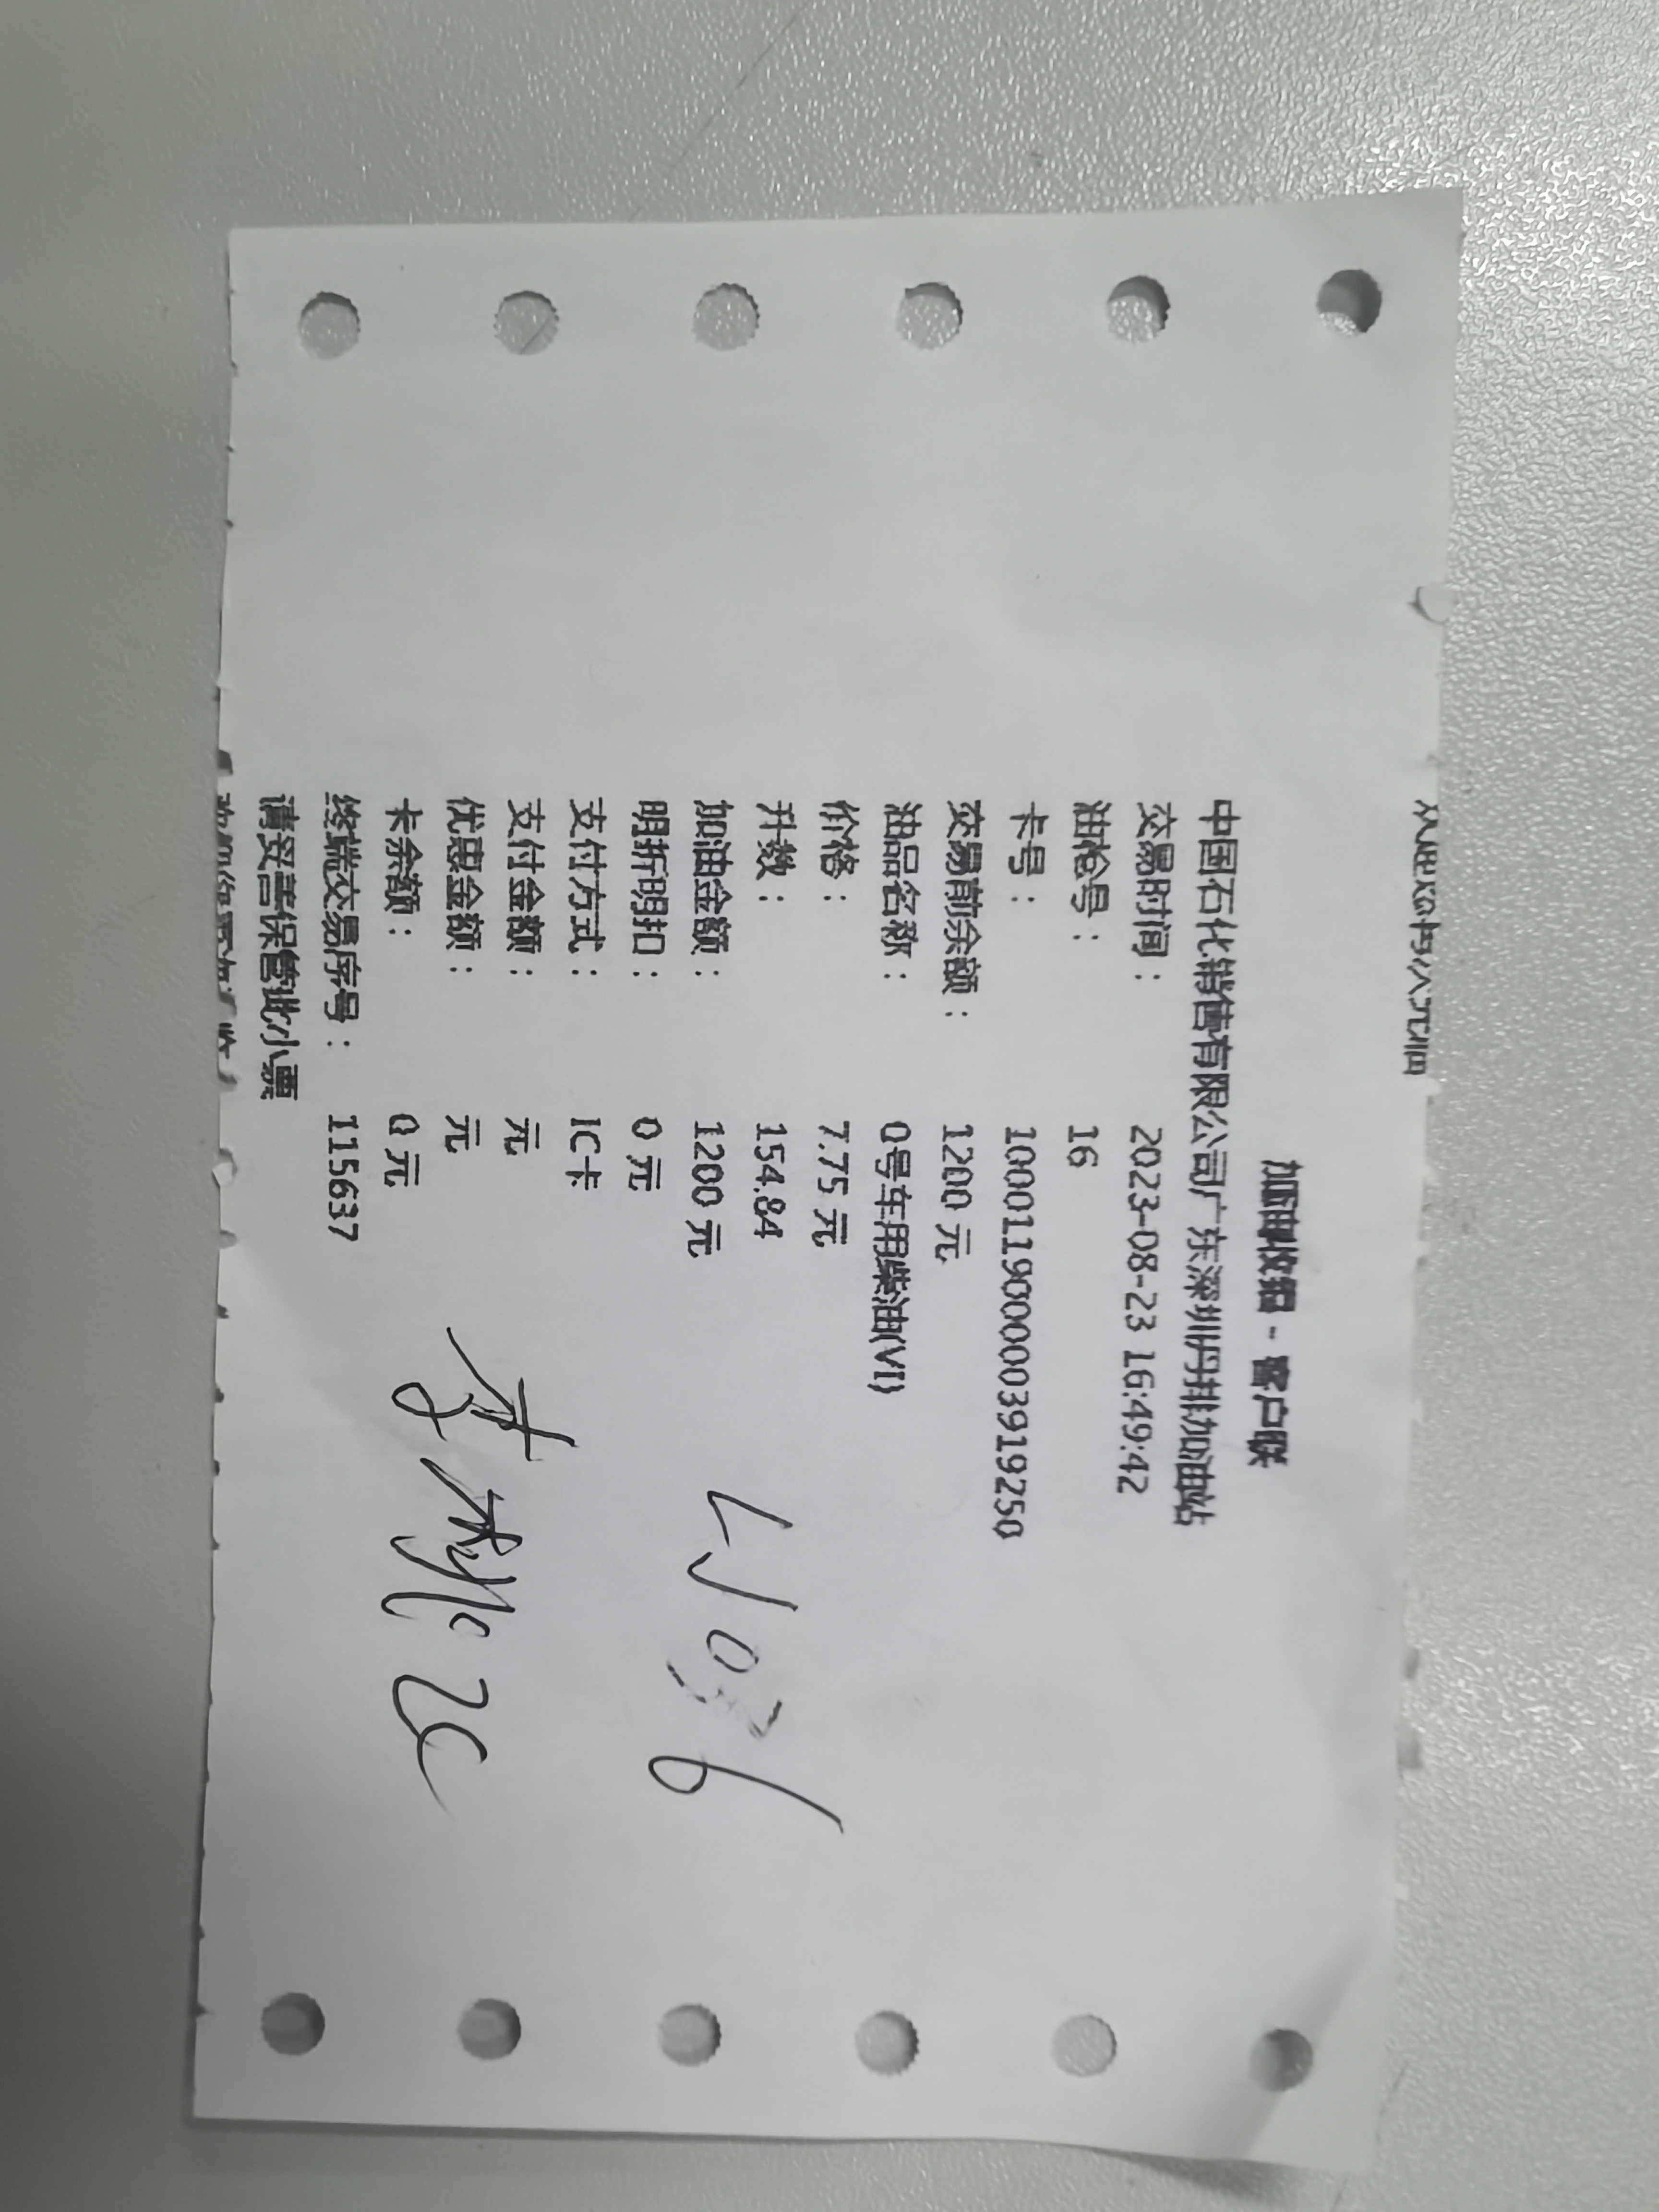 加油收据 - 客户联
中国石化销售有限公司广东深圳丹排加油站
交易时间： 2023-08-23 16:49:42
油枪号： 16
卡号： 1000119000003919250
交易前余额： 1200 元
油品名称： 0号车用柴油(VI)
价格： 7.75 元
升数： 154.84
加油金额： 1200 元
明折明扣： 0 元
支付方式： IC卡
支付金额： 元
优惠金额： 元
卡余额： 0 元
终端交易序号： 115637
请妥善保管此小票